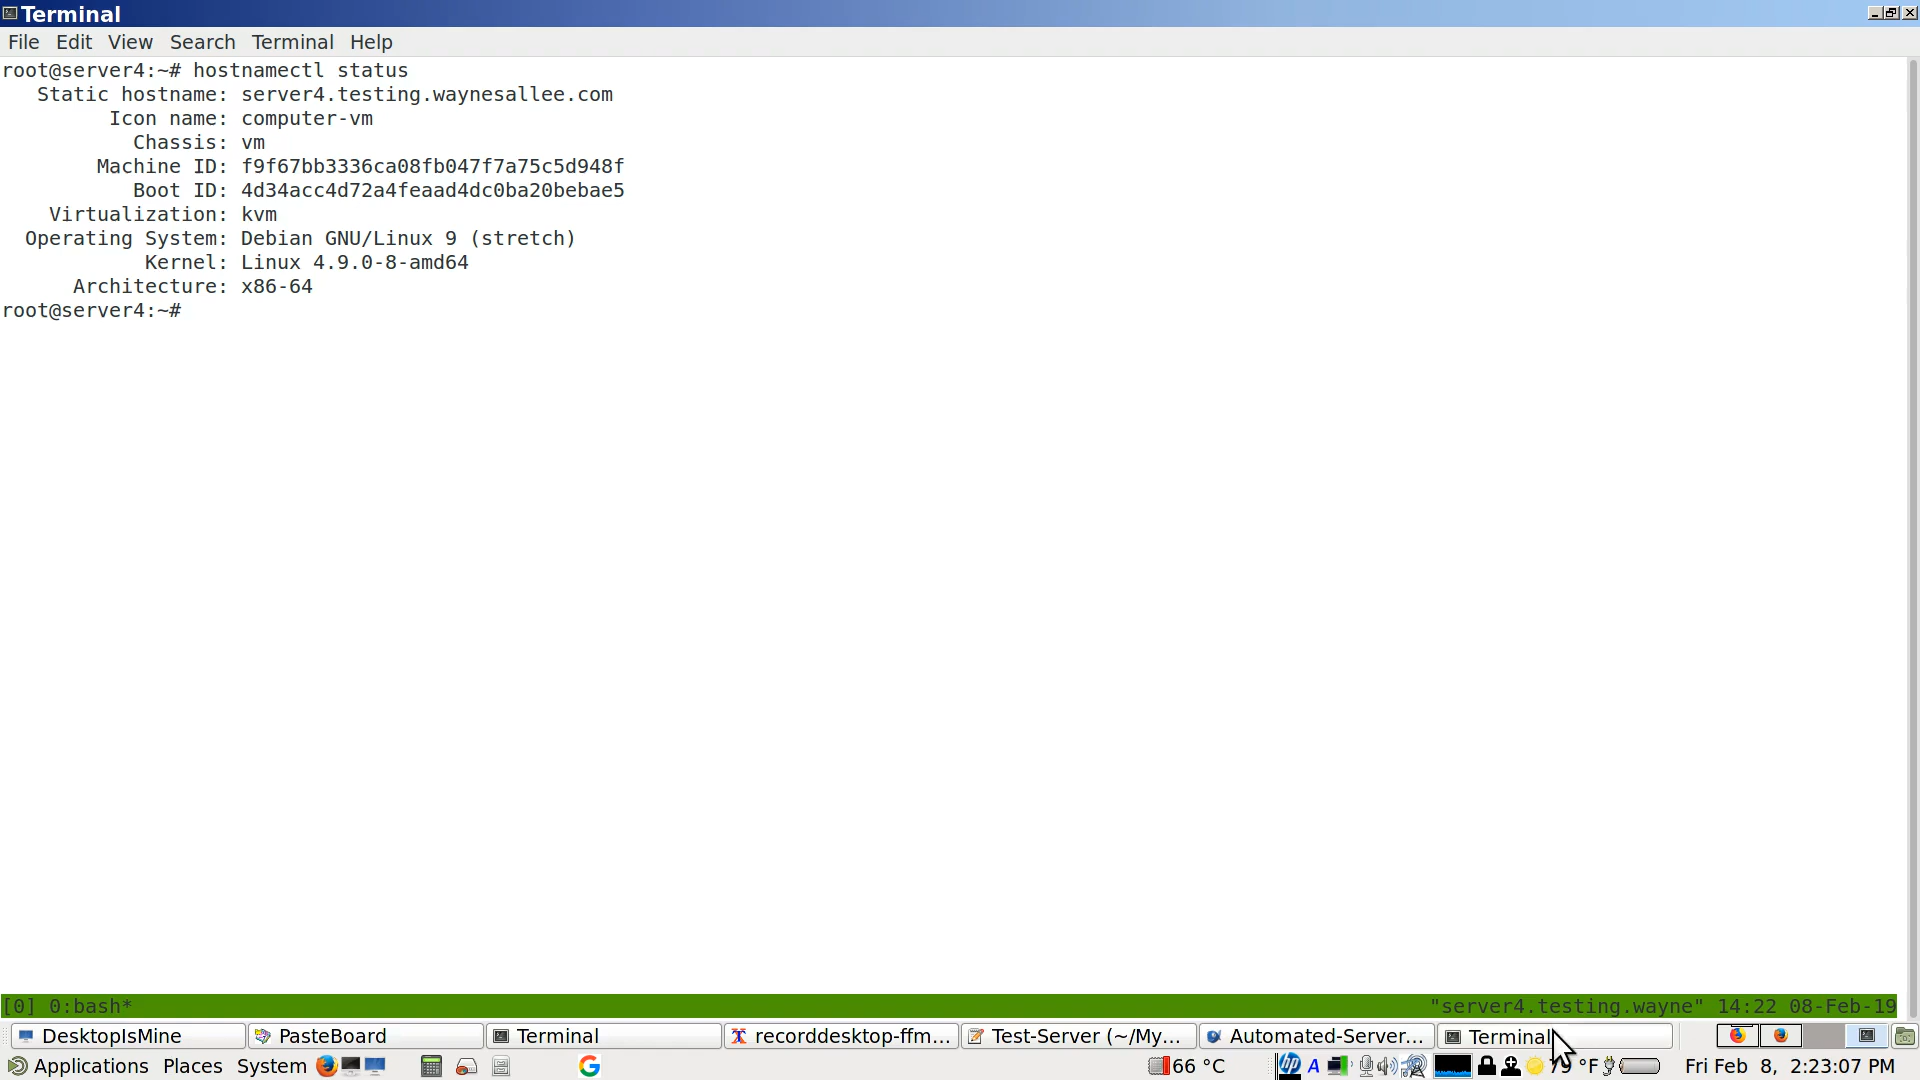 Terminal
File Edit View Search Terminal Help
root@server4:~# hostnamectl status
Static hostname: server4.testing.waynesallee.com
Icon name: computer-vm
Chassis: vm
Machine ID: f9f67bb3336ca08fb047f7a75c5d948f
Boot ID: 4d34acc4d72a4feaad4dc0ba20bebae5
Virtualization: kvm
Operating System: Debian GNU/Linux 9 (stretch)
Kernel: Linux 4.9.0-8-amd64
Architecture: x86-64
root@server4:~#
[0] 0:bash* "server4.testing.wayne" 14:22 08-Feb-19
DesktopIsMine PasteBoard Terminal recorddesktop-ffm... Test-Server (~/My... Automated-Server... Terminal
Applications Places System 66 °C A °F Fri Feb 8, 2:23:07 PM